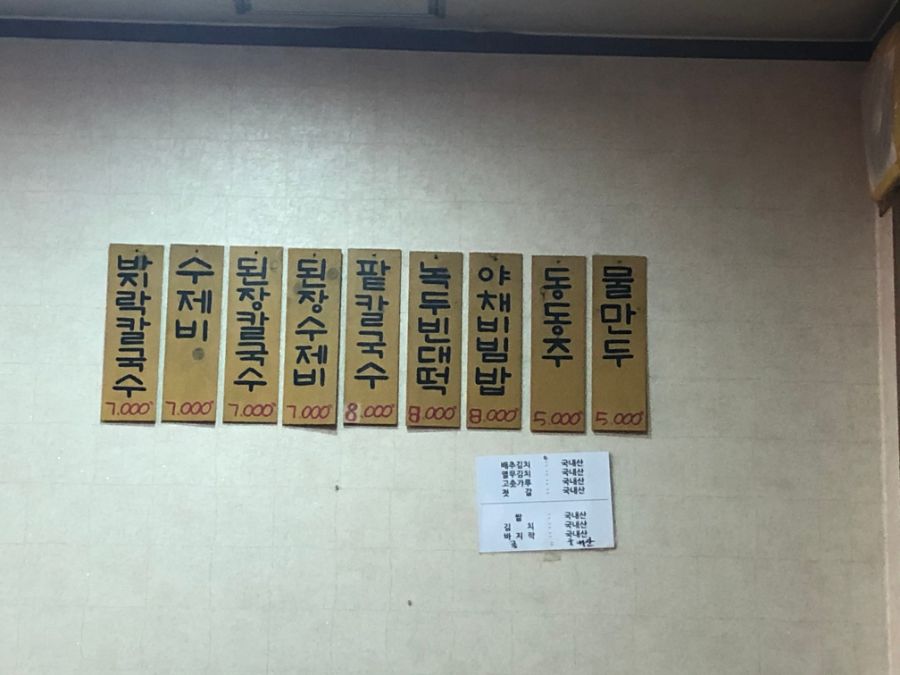 바지락칼국수
7.000
수제비
7.000
된장칼국수
7.000
된장수제비
7.000
팥칼국수
8.000
녹두빈대떡
8.000
야채비빔밥
8.000
동동주
5.000
물만두
5.000
배추김치 : 국내산
열무김치 : 국내산
고춧가루 : 국내산
젓 갈 : 국내산
쌀 : 국내산
김 치 : 국내산
바 지 락 : 국내산